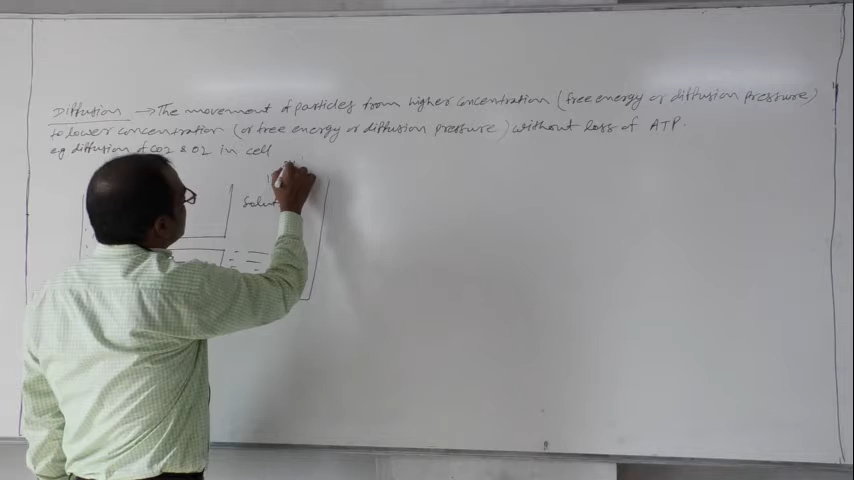 Diffusion → The movement of particles from higher concentration (free energy or diffusion pressure)
to lower concentration (or free energy or diffusion pressure) without loss of ATP.
eg diffusion of CO2 & O2 in cell
Solut